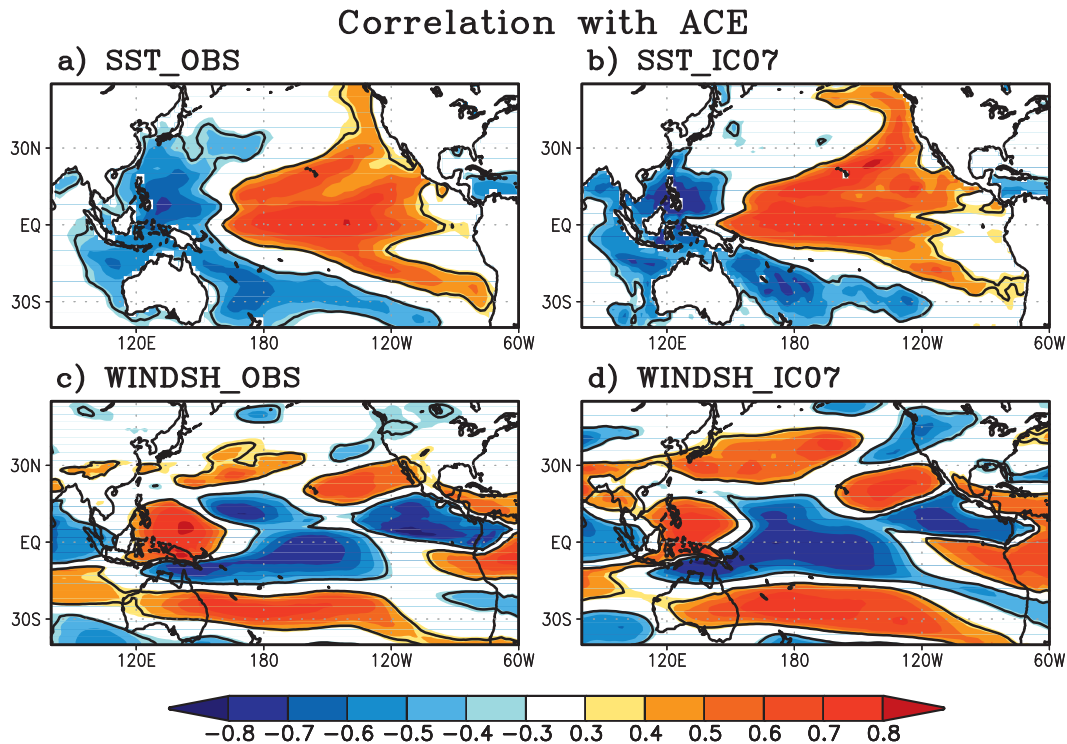 Correlation with ACE
a) SST_OBS
b) SST_IC07
30N
EQ
30S
120E 180 120W 60W
30N
EQ
30S
120E 180 120W 60W
c) WINDSH_OBS
d) WINDSH_IC07
30N
EQ
30S
120E 180 120W 60W
30N
EQ
30S
120E 180 120W 60W
-0.8 -0.7 -0.6 -0.5 -0.4 -0.3 0.3 0.4 0.5 0.6 0.7 0.8